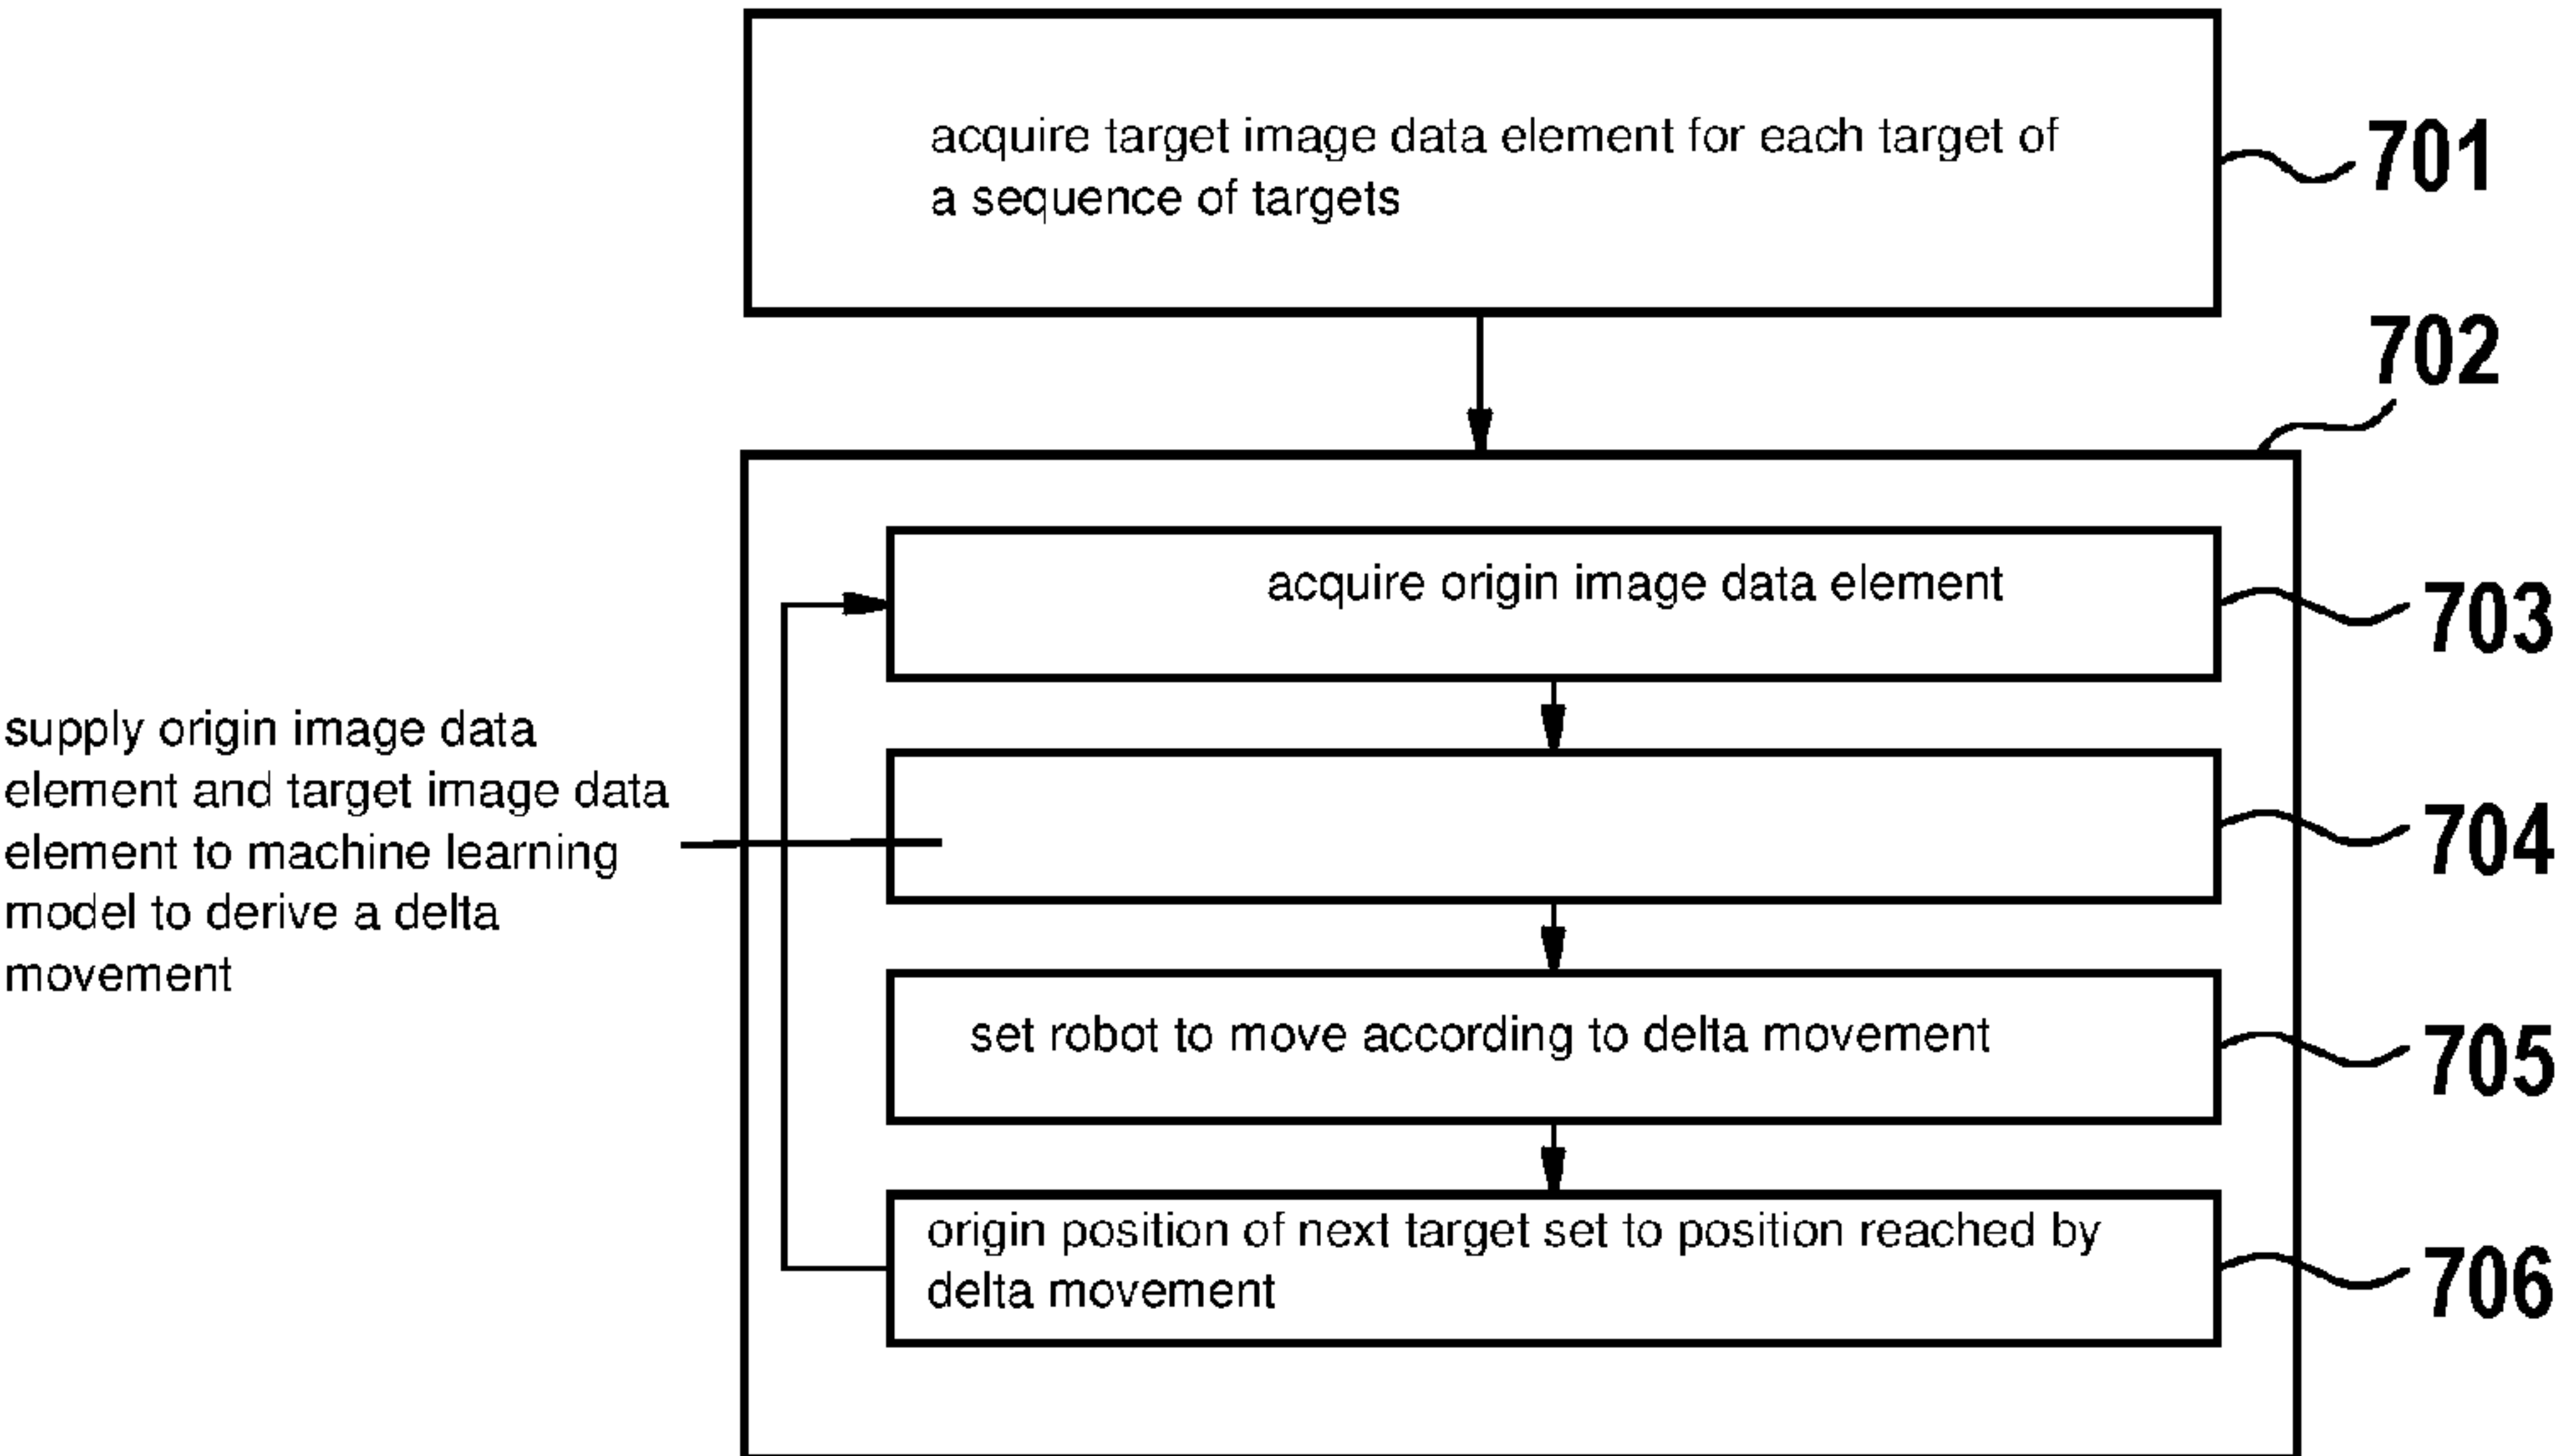 acquire target image data element for each target of
a sequence of targets
701
702
acquire origin image data element
703
supply origin image data
element and target image data
element to machine learning
model to derive a delta
movement
704
set robot to move according to delta movement
705
origin position of next target set to position reached by
delta movement
706